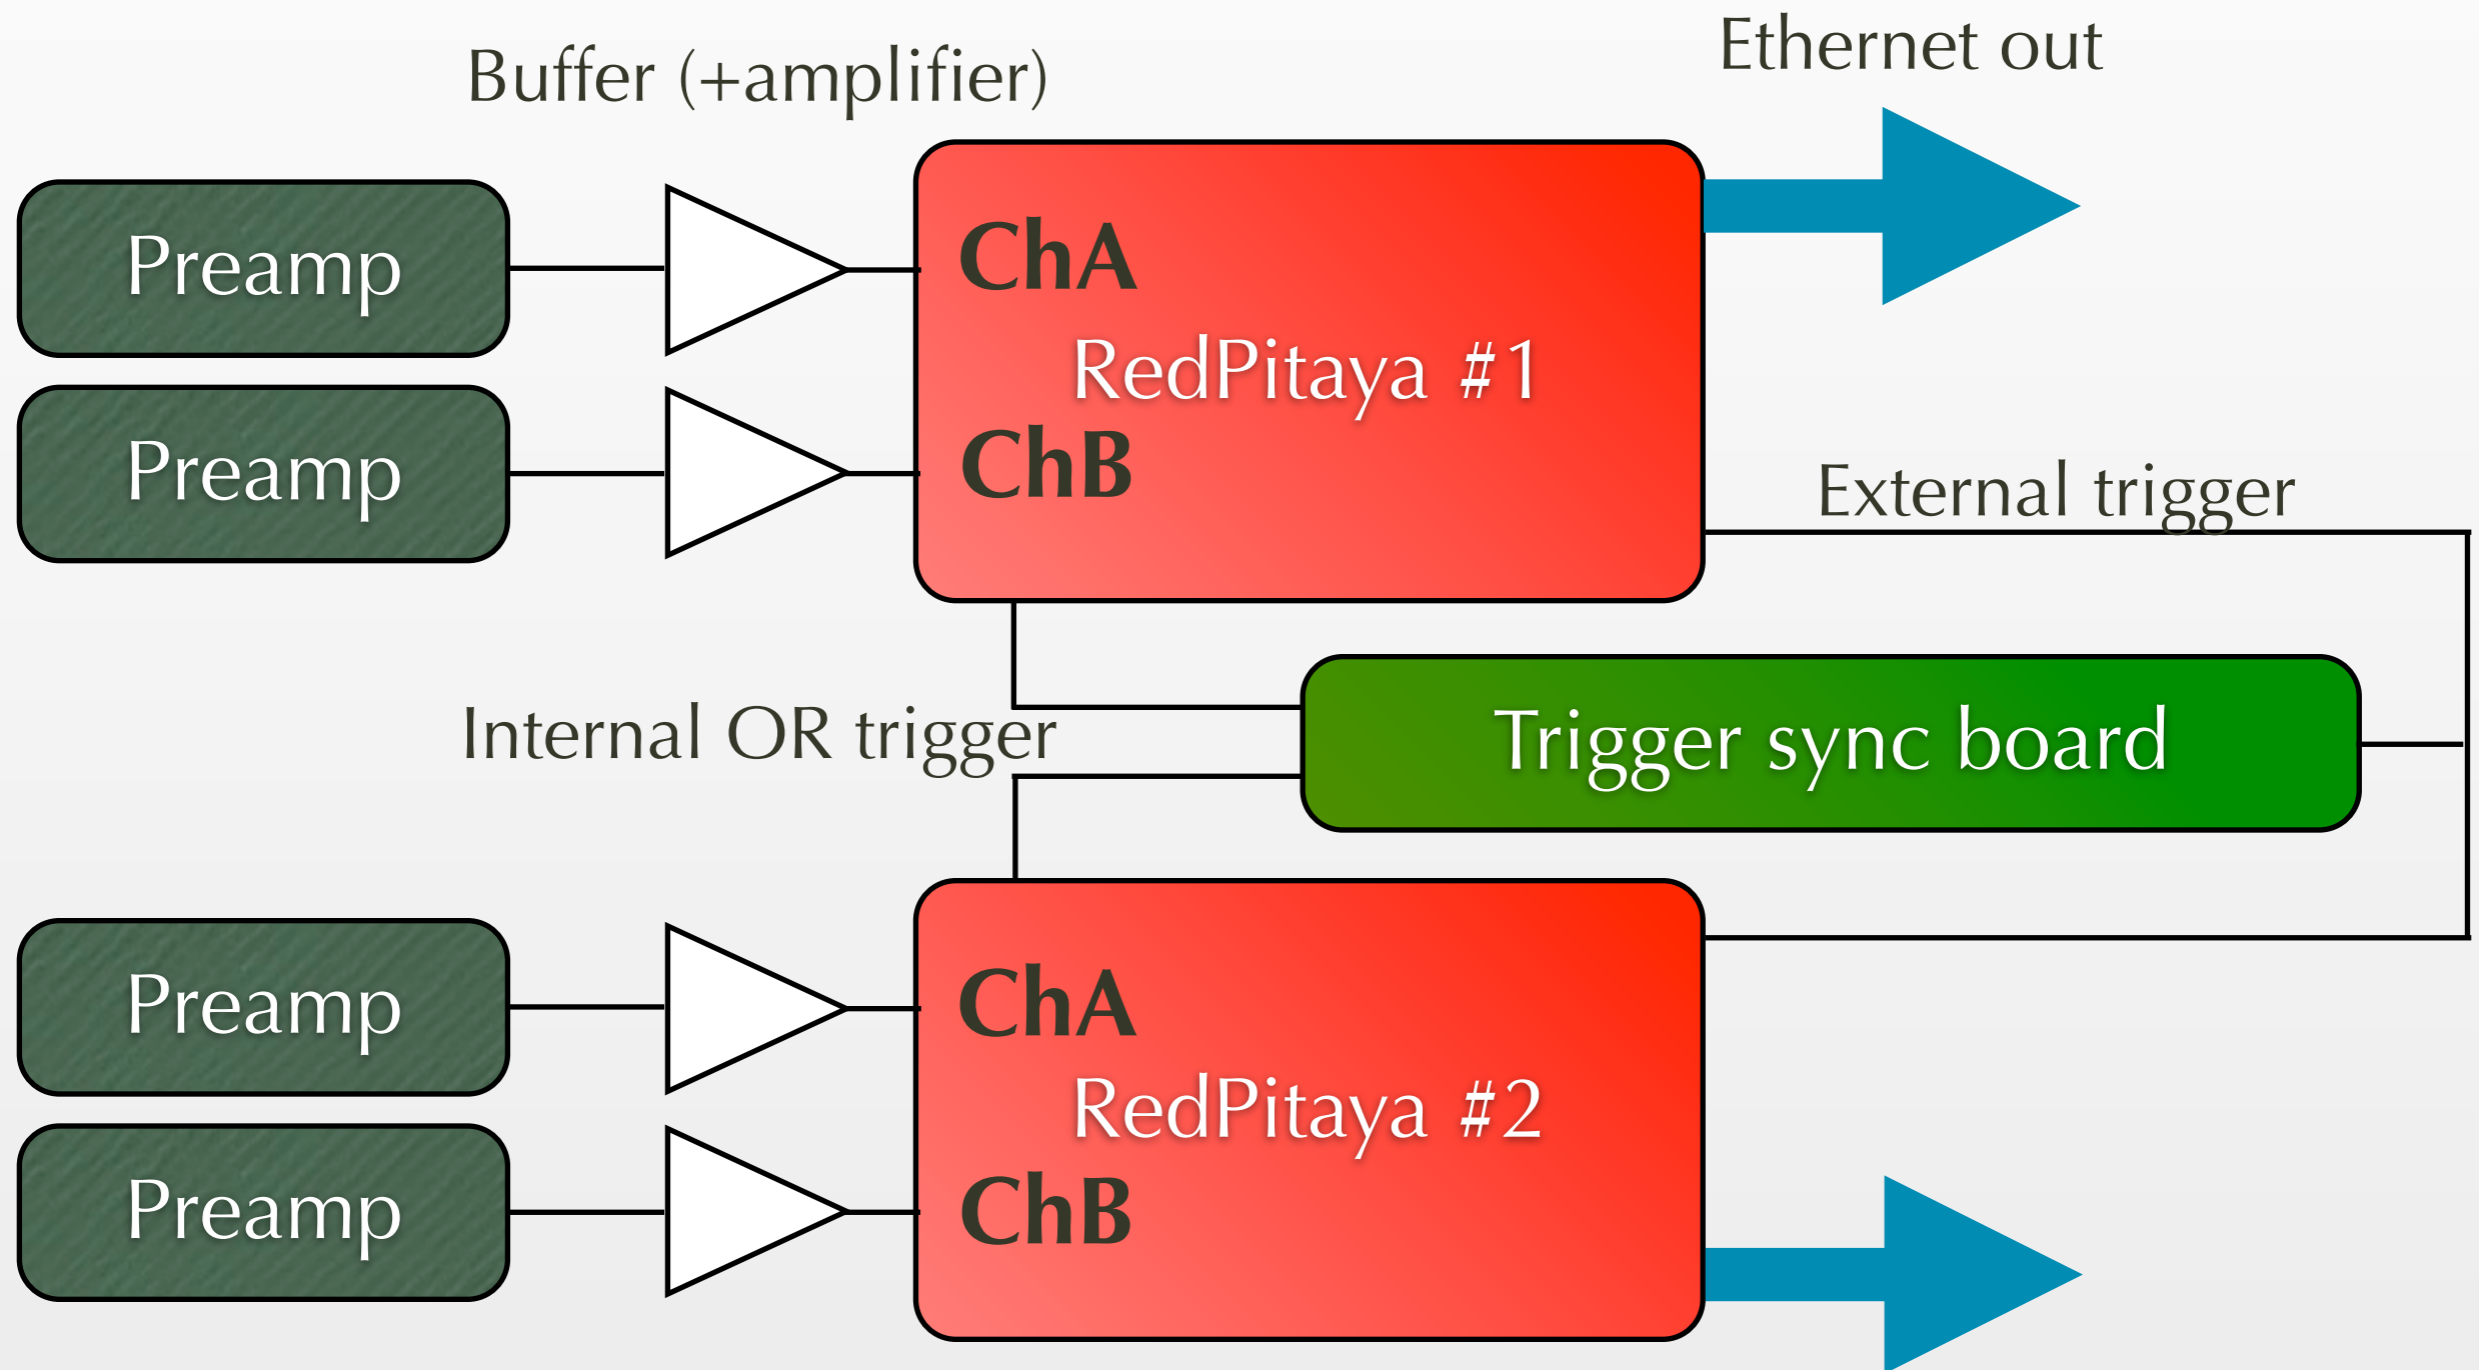 Ethernet out
Buffer (+amplifier)
Preamp
ChA
RedPitaya #1
Preamp
ChB
External trigger
Internal OR trigger
Trigger sync board
Preamp
ChA
RedPitaya #2
Preamp
ChB